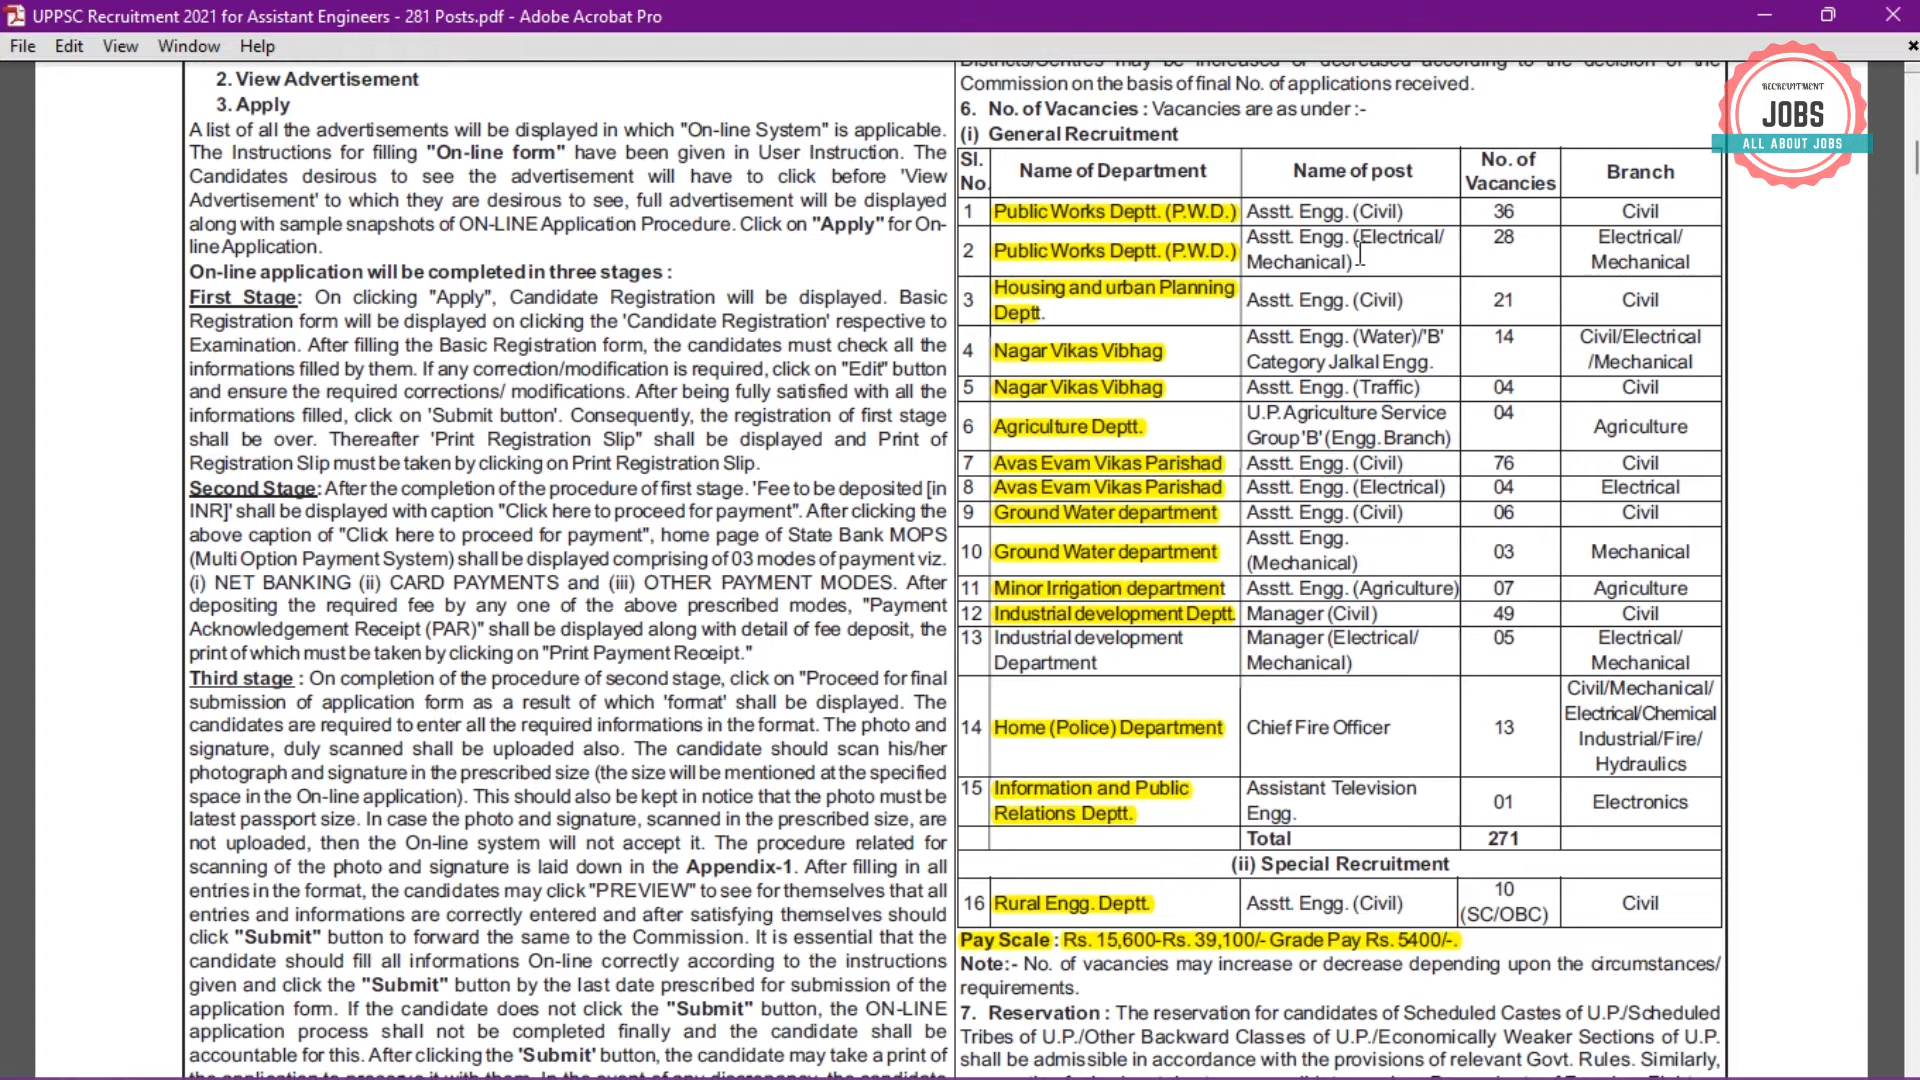 UPPSC Recruitment 2021 for Assistant Engineers - 281 Posts.pdf - Adobe Acrobat Pro
File Edit View Window Help
2. View Advertisement
3. Apply
A list of all the advertisements will be displayed in which "On-line System" is applicable.
The Instructions for filling "On-line form" have been given in User Instruction. The
Candidates desirous to see the advertisement will have to click before 'View
Advertisement' to which they are desirous to see, full advertisement will be displayed
along with sample snapshots of ON-LINE Application Procedure. Click on "Apply" for On-
line Application.
On-line application will be completed in three stages :
First Stage: On clicking "Apply", Candidate Registration will be displayed. Basic
Registration form will be displayed on clicking the 'Candidate Registration' respective to
Examination. After filling the Basic Registration form, the candidates must check all the
informations filled by them. If any correction/modification is required, click on "Edit" button
and ensure the required corrections/ modifications. After being fully satisfied with all the
informations filled, click on 'Submit button'. Consequently, the registration of first stage
shall be over. Thereafter 'Print Registration Slip" shall be displayed and Print of
Registration Slip must be taken by clicking on Print Registration Slip.
Second Stage: After the completion of the procedure of first stage. 'Fee to be deposited [in
INR]' shall be displayed with caption "Click here to proceed for payment". After clicking the
above caption of "Click here to proceed for payment", home page of State Bank MOPS
(Multi Option Payment System) shall be displayed comprising of 03 modes of payment viz.
(i) NET BANKING (ii) CARD PAYMENTS and (iii) OTHER PAYMENT MODES. After
depositing the required fee by any one of the above prescribed modes, "Payment
Acknowledgement Receipt (PAR)" shall be displayed along with detail of fee deposit, the
print of which must be taken by clicking on "Print Payment Receipt."
Third stage : On completion of the procedure of second stage, click on "Proceed for final
submission of application form as a result of which 'format' shall be displayed. The
candidates are required to enter all the required informations in the format. The photo and
signature, duly scanned shall be uploaded also. The candidate should scan his/her
photograph and signature in the prescribed size (the size will be mentioned at the specified
space in the On-line application). This should also be kept in notice that the photo must be
latest passport size. In case the photo and signature, scanned in the prescribed size, are
not uploaded, then the On-line system will not accept it. The procedure related for
scanning of the photo and signature is laid down in the Appendix-1. After filling in all
entries in the format, the candidates may click "PREVIEW" to see for themselves that all
entries and informations are correctly entered and after satisfying themselves should
click "Submit" button to forward the same to the Commission. It is essential that the
candidate should fill all informations On-line correctly according to the instructions
given and click the "Submit" button by the last date prescribed for submission of the
application form. If the candidate does not click the "Submit" button, the ON-LINE
application process shall not be completed finally and the candidate shall be
accountable for this. After clicking the 'Submit' button, the candidate may take a print of
Districts/Centres may be increased or decreased according to the decision of the
Commission on the basis of final No. of applications received.
6. No. of Vacancies : Vacancies are as under :-
(i) General Recruitment
Sl. No. Name of Department Name of post No. of Vacancies Branch
1 Public Works Deptt. (P.W.D.) Asstt. Engg. (Civil) 36 Civil
2 Public Works Deptt. (P.W.D.) Asstt. Engg. (Electrical/ Mechanical) 28 Electrical/ Mechanical
3 Housing and urban Planning Deptt. Asstt. Engg. (Civil) 21 Civil
4 Nagar Vikas Vibhag Asstt. Engg. (Water)/'B' Category Jalkal Engg. 14 Civil/Electrical /Mechanical
5 Nagar Vikas Vibhag Asstt. Engg. (Traffic) 04 Civil
6 Agriculture Deptt. U.P. Agriculture Service Group 'B' (Engg. Branch) 04 Agriculture
7 Avas Evam Vikas Parishad Asstt. Engg. (Civil) 76 Civil
8 Avas Evam Vikas Parishad Asstt. Engg. (Electrical) 04 Electrical
9 Ground Water department Asstt. Engg. (Civil) 06 Civil
10 Ground Water department Asstt. Engg. (Mechanical) 03 Mechanical
11 Minor Irrigation department Asstt. Engg. (Agriculture) 07 Agriculture
12 Industrial development Deptt. Manager (Civil) 49 Civil
13 Industrial development Department Manager (Electrical/ Mechanical) 05 Electrical/ Mechanical
14 Home (Police) Department Chief Fire Officer 13 Civil/Mechanical/ Electrical/Chemical Industrial/Fire/ Hydraulics
15 Information and Public Relations Deptt. Assistant Television Engg. 01 Electronics
Total 271
(ii) Special Recruitment
16 Rural Engg. Deptt. Asstt. Engg. (Civil) 10 (SC/OBC) Civil
Pay Scale : Rs. 15,600-Rs. 39,100/- Grade Pay Rs. 5400/-.
Note:- No. of vacancies may increase or decrease depending upon the circumstances/
requirements.
7. Reservation : The reservation for candidates of Scheduled Castes of U.P./Scheduled
Tribes of U.P./Other Backward Classes of U.P./Economically Weaker Sections of U.P.
shall be admissible in accordance with the provisions of relevant Govt. Rules. Similarly,
RECREUITMENT
JOBS
ALL ABOUT JOBS